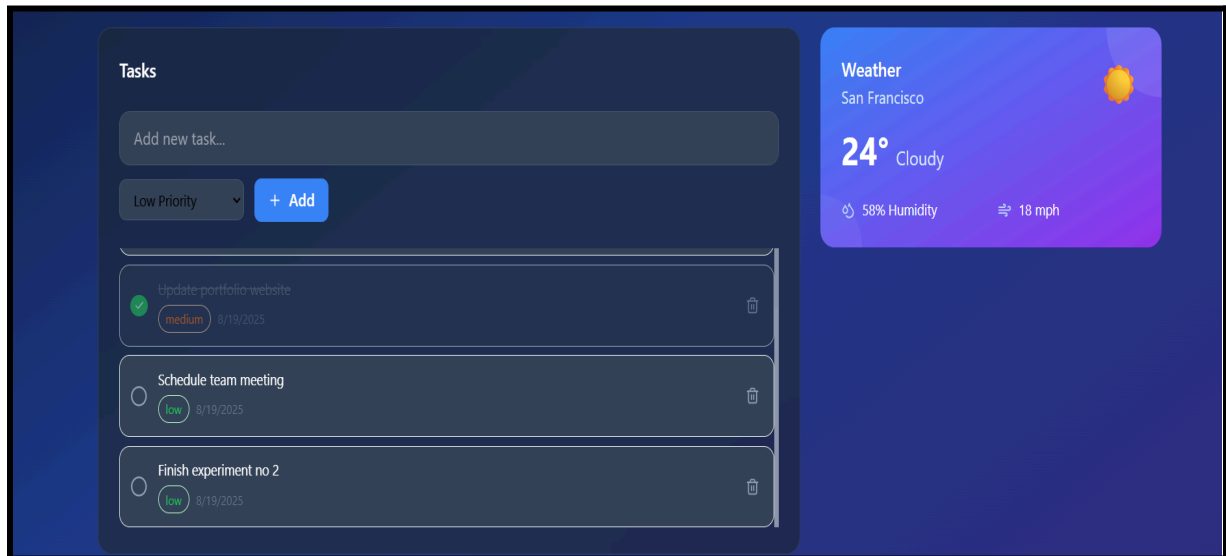 Tasks
Add new task...
Low Priority
+ Add
Update portfolio website
medium 8/19/2025
Schedule team meeting
low 8/19/2025
Finish experiment no 2
low 8/19/2025
Weather
San Francisco
24° Cloudy
58% Humidity 18 mph